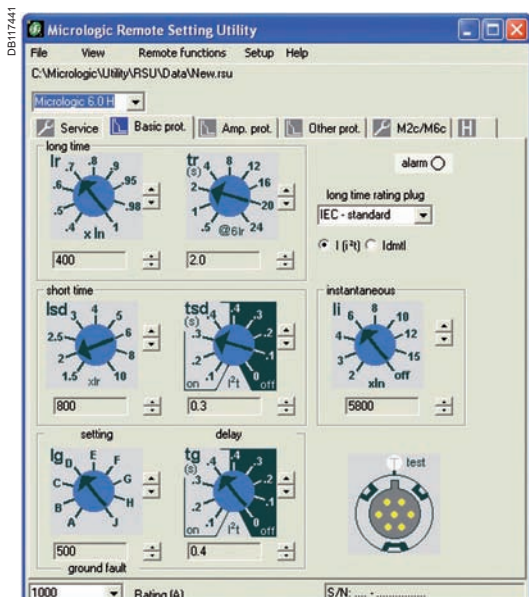 DB117441
Micrologic Remote Setting Utility
File View Remote functions Setup Help
C:\Micrologic\Utility\RSU\Data\New.rsu
Micrologic 6.0 H
Service Basic prot. Amp. prot. Other prot. M2c/M6c H
long time
Ir .4 .5 .6 .7 .8 .9 .95 .98 1
x In
400
tr (s) .5 1 2 4 8 12 16 20 24
@6Ir
2.0
alarm
long time rating plug
IEC - standard
I (i²t) Idmtl
short time
Isd 1.5 2 2.5 3 4 5 6 8 10
xIr
800
tsd (s) .1 .2 .3 .4 .4 .3 .2 .1 0
on I²t off
0.3
instantaneous
Ii 2 3 4 6 8 10 12 15 off
xIn
5800
setting delay
Ig A B C D E F G H J
500
tg (s) .1 .2 .3 .4 .4 .3 .2 .1 0
on I²t off
0.4
ground fault
T test
1000 Rating (A)
S/N: .... - ................